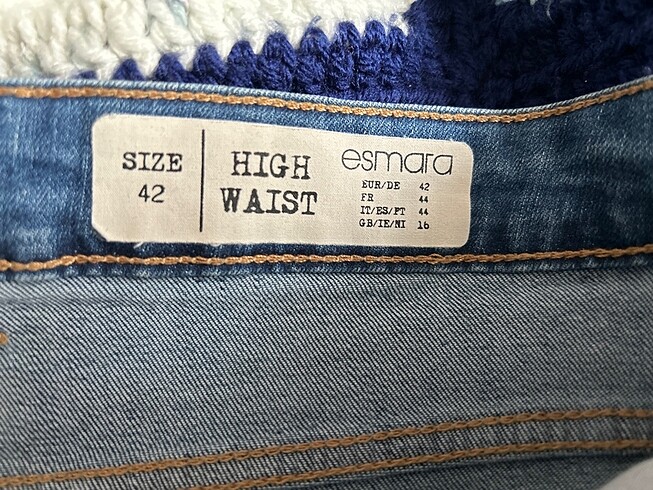 SIZE
42
HIGH
WAIST
esmara
EUR/DE 42
FR 44
IT/ES/PT 44
GB/IE/NI 16